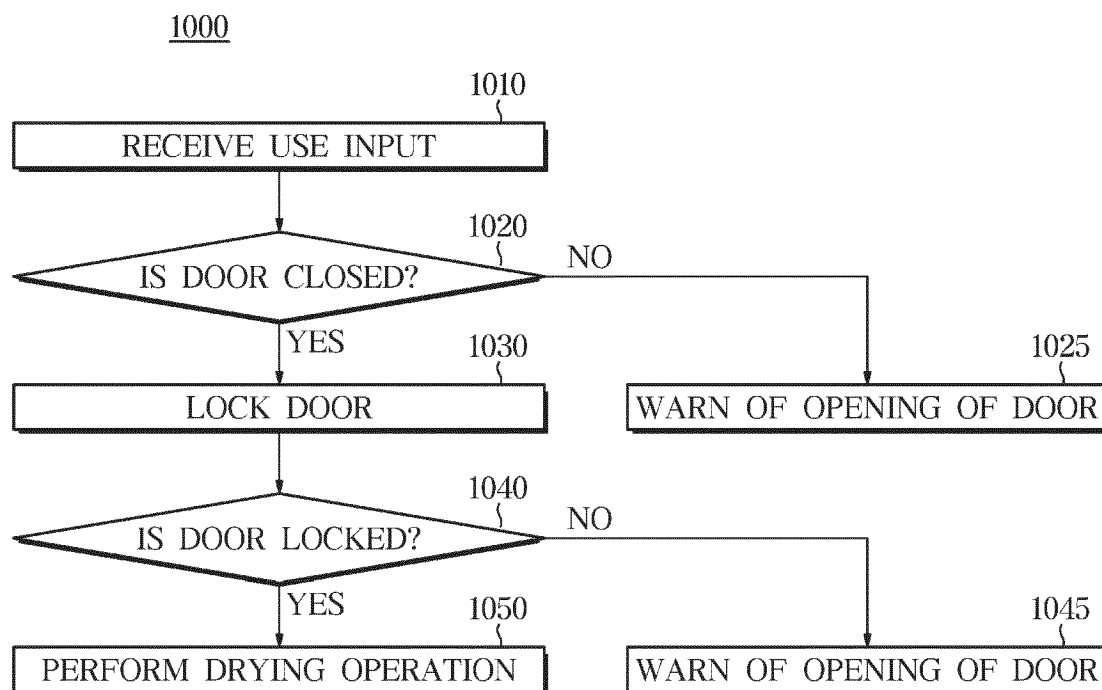 1000
1010
RECEIVE USE INPUT
1020
IS DOOR CLOSED?
NO
YES
1030
LOCK DOOR
1025
WARN OF OPENING OF DOOR
1040
IS DOOR LOCKED?
NO
YES
1050
PERFORM DRYING OPERATION
1045
WARN OF OPENING OF DOOR